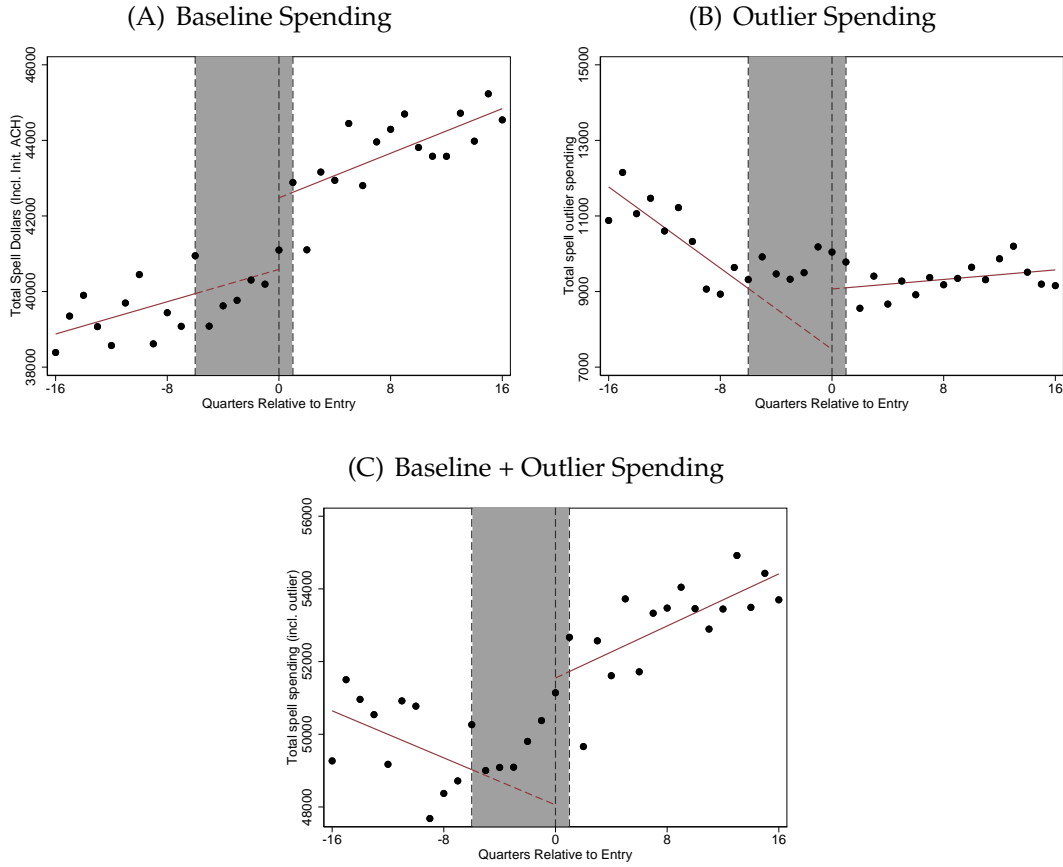 (A) Baseline Spending
Total Spell Dollars (Incl. Init. ACH)
46000
44000
42000
40000
38000
-16 -8 0 8 16
Quarters Relative to Entry
(B) Outlier Spending
Total spell outlier spending
15000
13000
11000
9000
7000
-16 -8 0 8 16
Quarters Relative to Entry
(C) Baseline + Outlier Spending
Total spell spending (incl. outlier)
56000
54000
52000
50000
48000
-16 -8 0 8 16
Quarters Relative to Entry